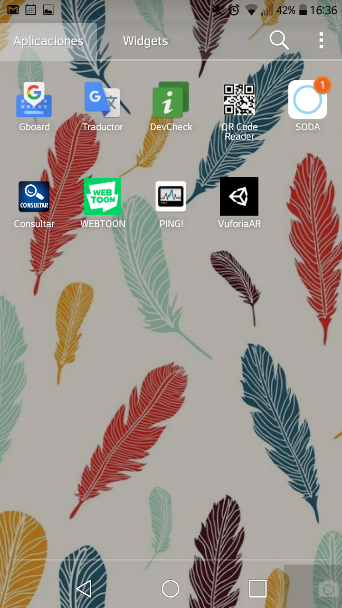 42% 16:36
Aplicaciones Widgets
1
Gboard Traductor DevCheck QR Code Reader SODA
CONSULTAR
WEB
TOON
Consultar WEBTOON PING! VuforiaAR